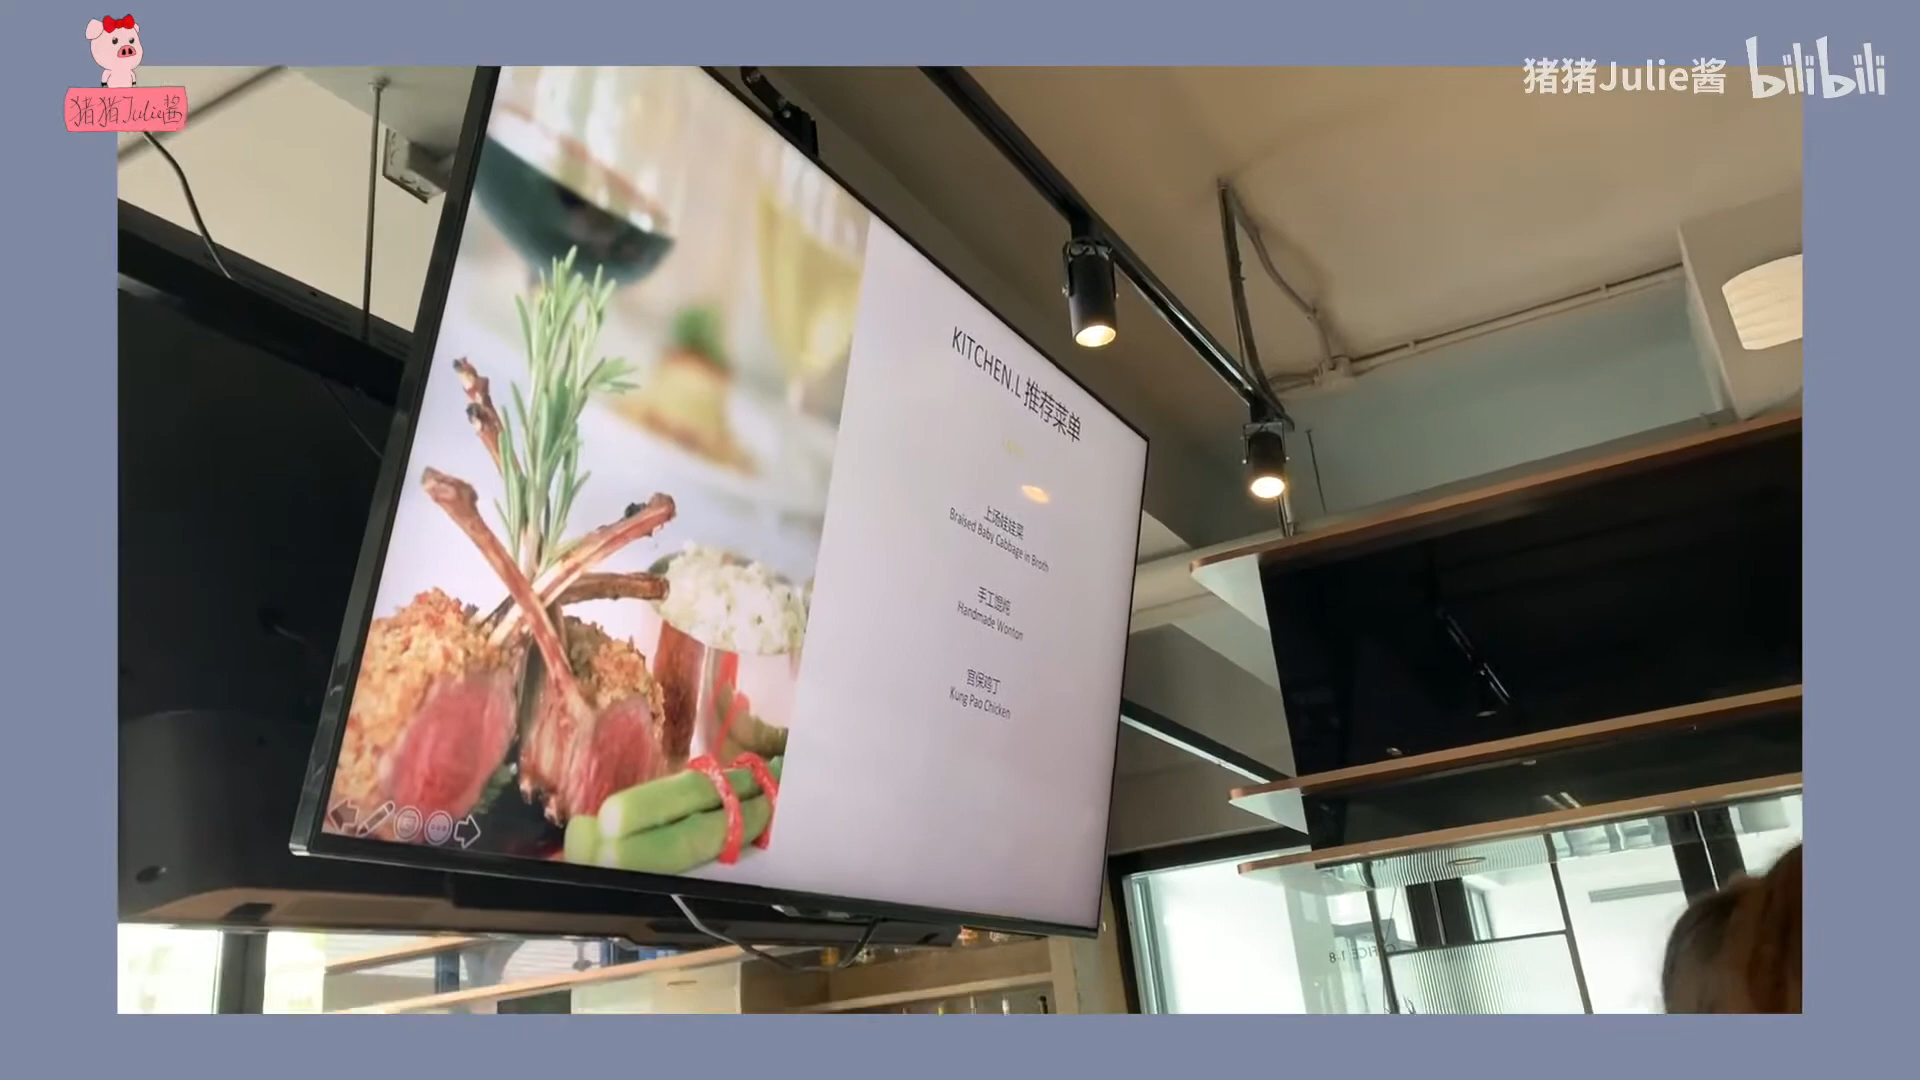 猪猪Julie酱
猪猪Julie酱 bilibili
KITCHEN.L 推荐菜单
上汤娃娃菜
Braised Baby Cabbage in Broth
手工馄饨
Handmade Wonton
宫保鸡丁
Kung Pao Chicken